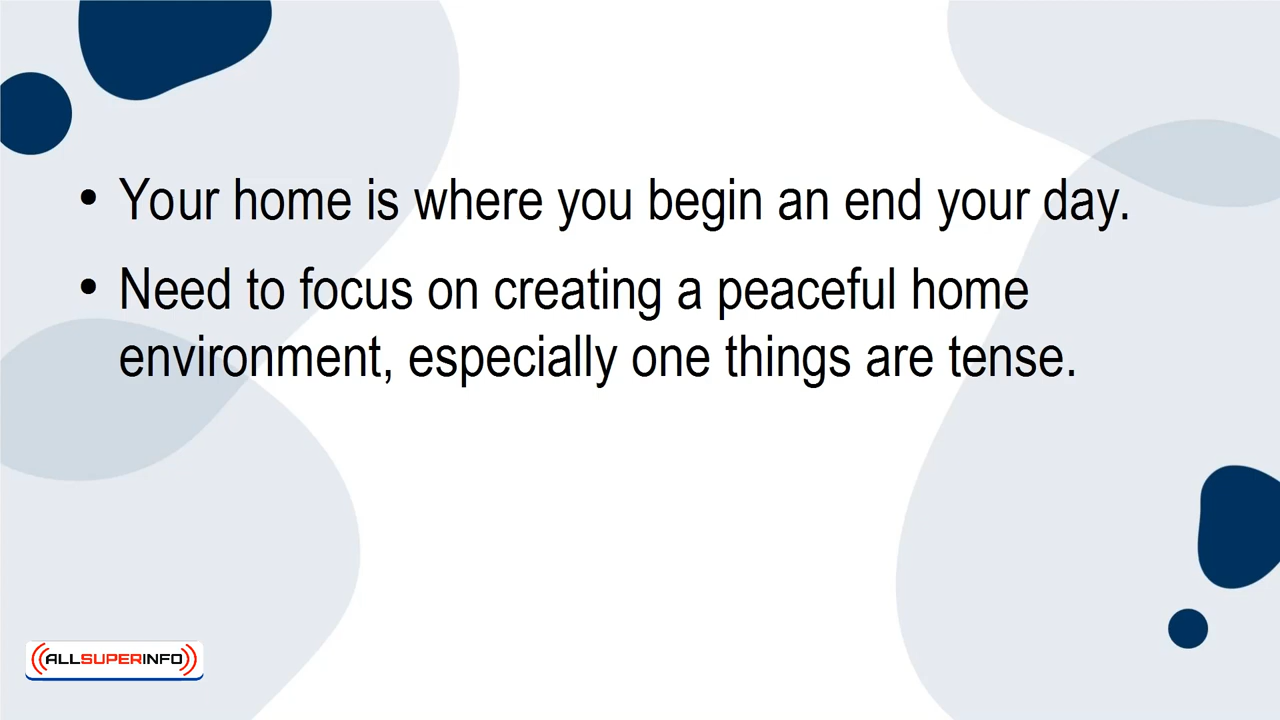 • Your home is where you begin an end your day.
• Need to focus on creating a peaceful home
environment, especially one things are tense.
ALLSUPERINFO